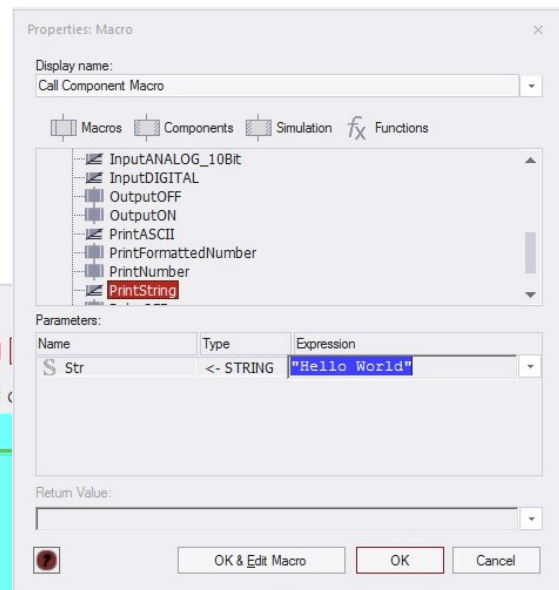 Properties: Macro
Display name:
Call Component Macro
Macros Components Simulation fx Functions
InputANALOG_10Bit
InputDIGITAL
OutputOFF
OutputON
PrintASCII
PrintFormattedNumber
PrintNumber
PrintString
Parameters:
Name Type Expression
S Str <- STRING "Hello World"
Return Value:
? OK & Edit Macro OK Cancel